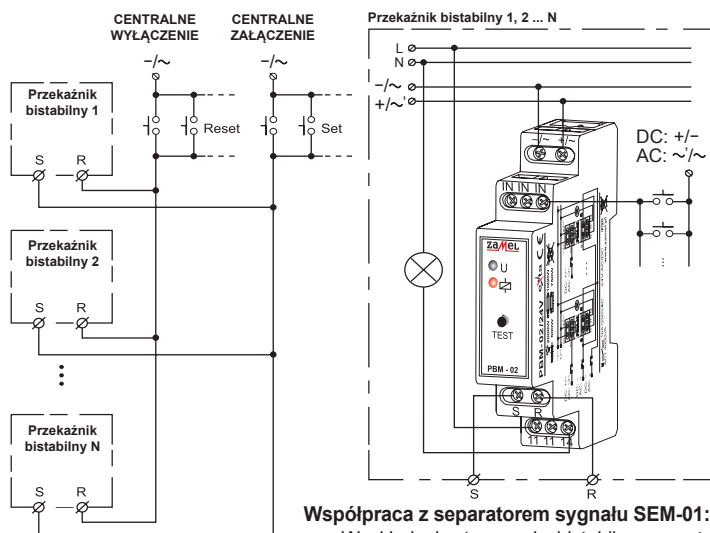 CENTRALNE
WYŁĄCZENIE
CENTRALNE
ZAŁĄCZENIE
−/~
−/~
Przekaźnik
bistabilny 1
S
R
Reset
Set
Przekaźnik
bistabilny 2
S
R
Przekaźnik
bistabilny N
S
R
Przekaźnik bistabilny 1, 2 ... N
L
N
−/~
+/~'
−/~
+/~
DC: +/−
AC: ~'/~
IN IN IN
ZAMEL
U
TEST
PBM - 02
PBM-02/24V exta CE
S R
11 11 14
S
R
Współpraca z separatorem sygnału SEM-01: